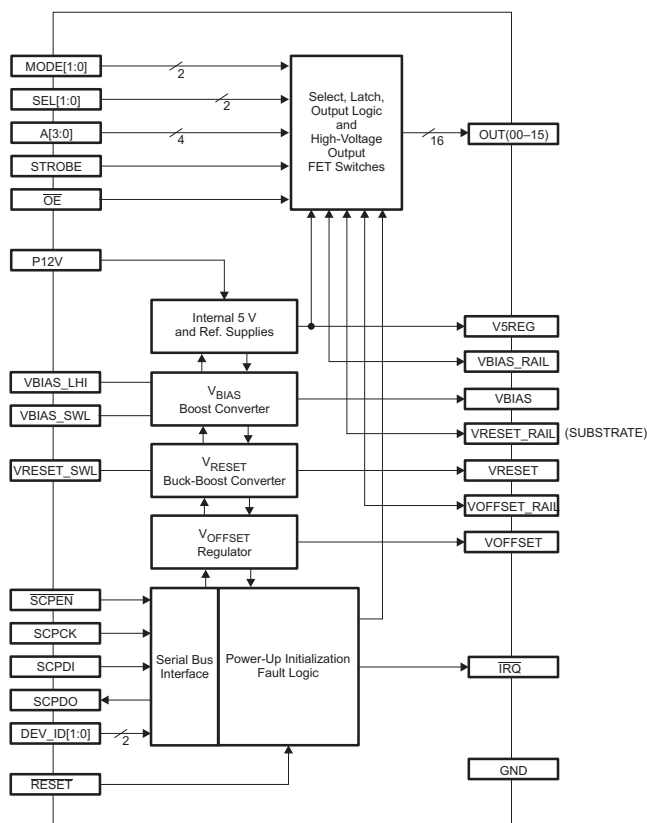 MODE[1:0]
2
SEL[1:0]
2
A[3:0]
4
STROBE
OE
Select, Latch,
Output Logic
and
High-Voltage
Output
FET Switches
16
OUT(00–15)
P12V
Internal 5 V
and Ref. Supplies
V5REG
VBIAS_RAIL
VBIAS_LHI
VBIAS_SWL
VBIAS
Boost Converter
VBIAS
VRESET_RAIL
(SUBSTRATE)
VRESET_SWL
VRESET
Buck-Boost Converter
VRESET
VOFFSET_RAIL
VOFFSET
Regulator
VOFFSET
SCPEN
SCPCK
SCPDI
SCPDO
DEV_ID[1:0]
2
Serial Bus
Interface
Power-Up Initialization
Fault Logic
IRQ
RESET
GND